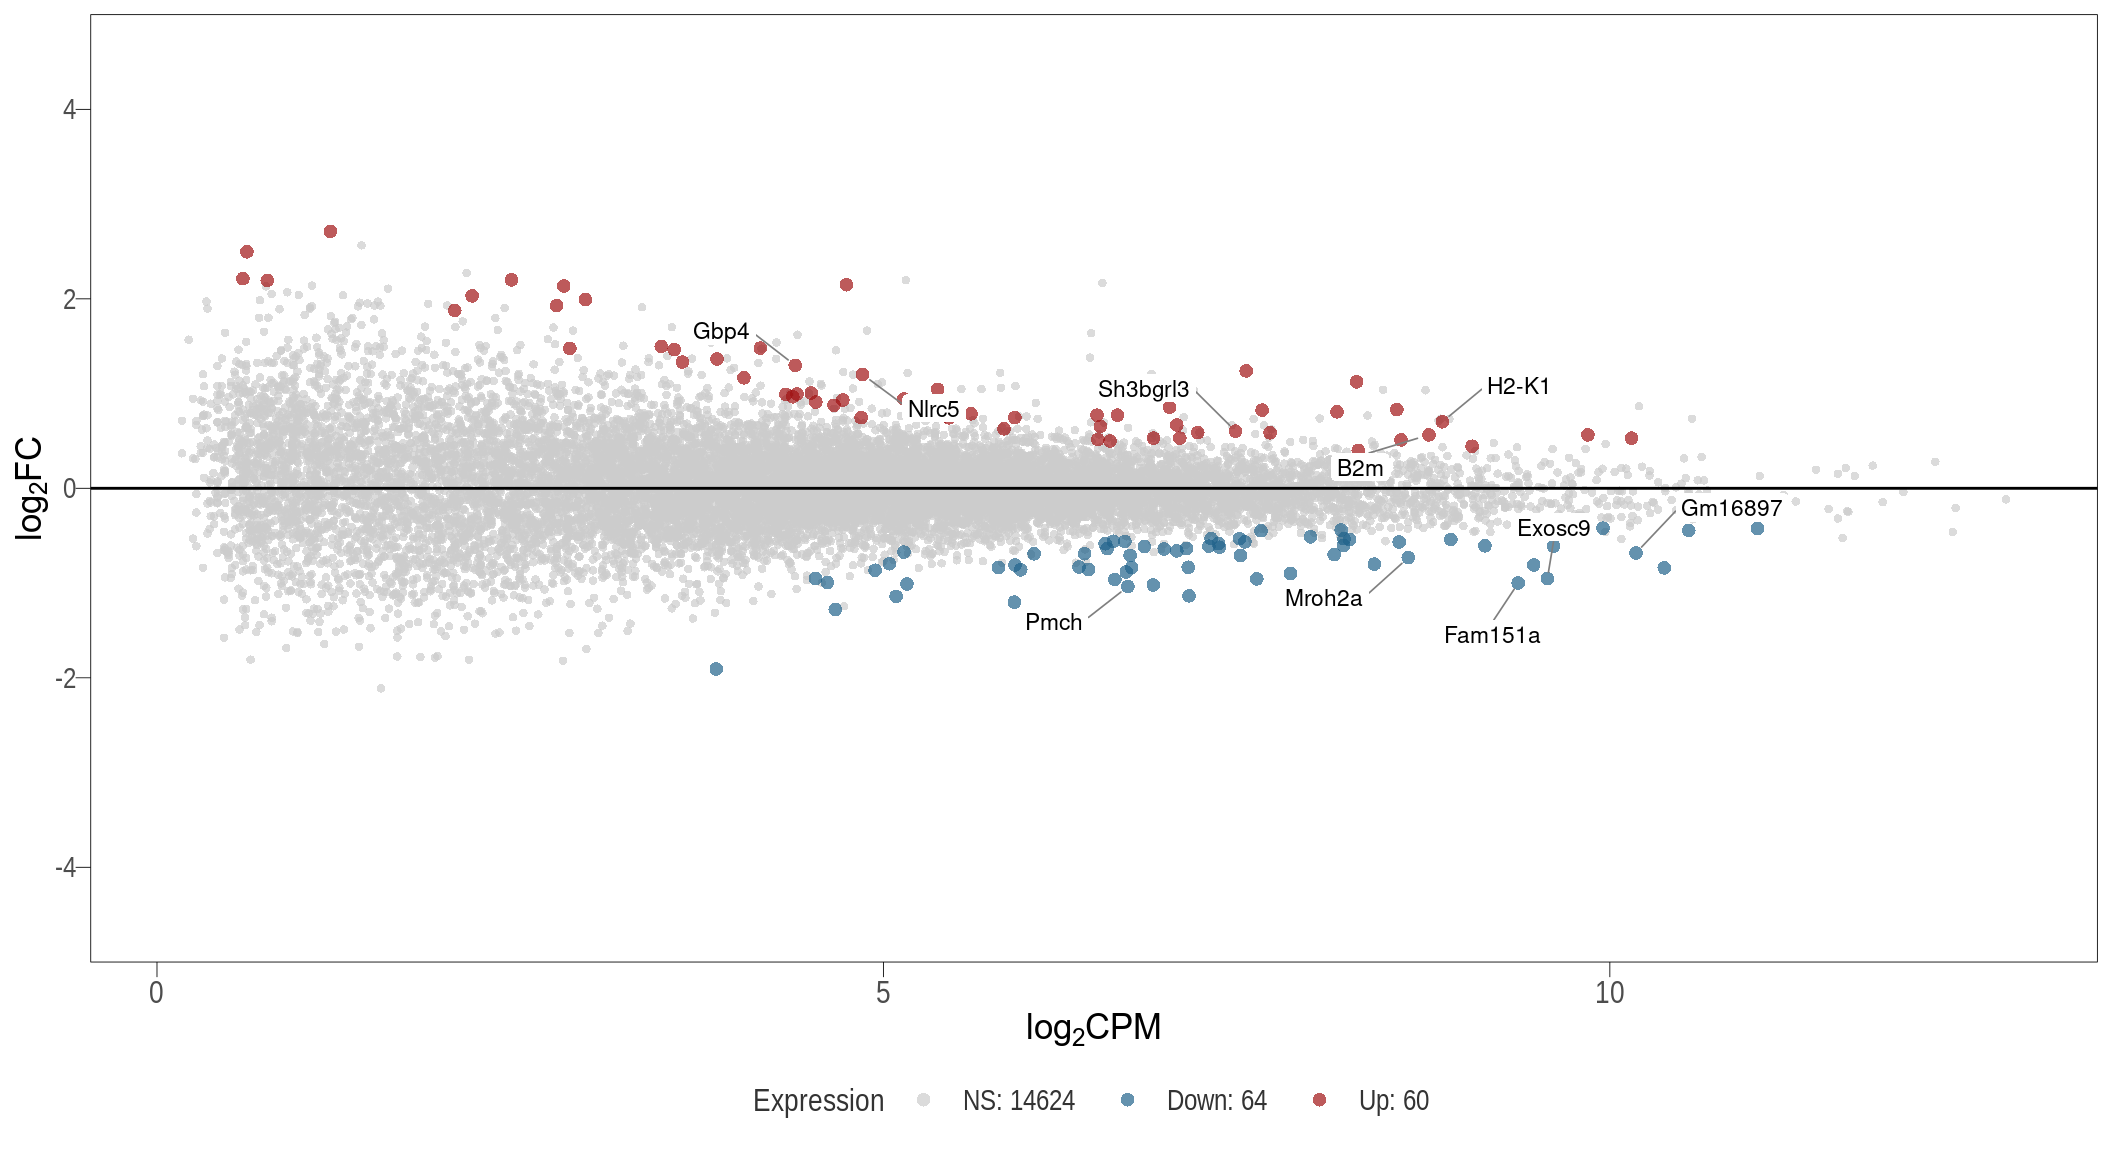 4
2
0
-2
-4
log2FC
Gbp4
Nlrc5
Sh3bgrl3
H2-K1
B2m
Gm16897
Exosc9
Mroh2a
Pmch
Fam151a
0 5 10
log2CPM
Expression NS: 14624 Down: 64 Up: 60